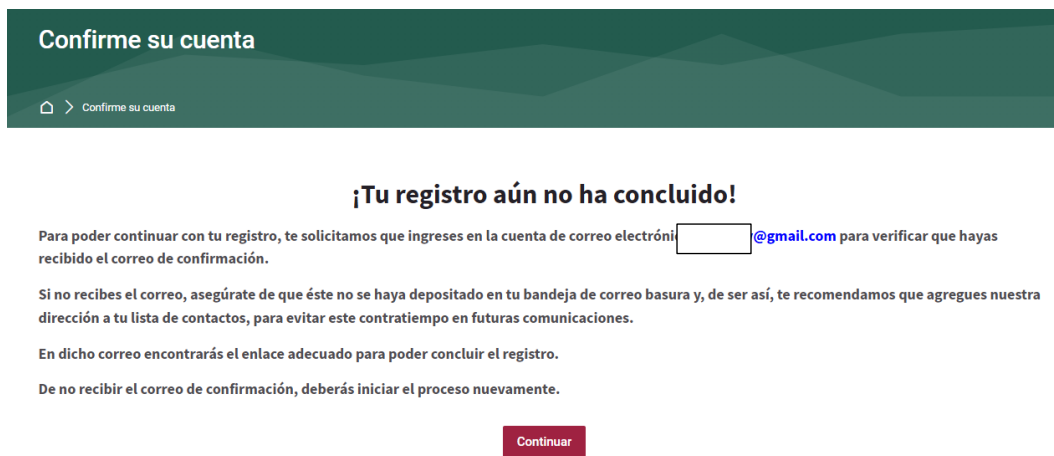 Confirme su cuenta
Confirme su cuenta
¡Tu registro aún no ha concluido!
Para poder continuar con tu registro, te solicitamos que ingreses en la cuenta de correo @gmail.com para verificar que hayas
recibido el correo de confirmación.
Si no recibes el correo, asegúrate de que éste no se haya depositado en tu bandeja de correo basura y, de ser así, te recomendamos que agregues nuestra
dirección a tu lista de contactos, para evitar este contratiempo en futuras comunicaciones.
En dicho correo encontrarás el enlace adecuado para poder concluir el registro.
De no recibir el correo de confirmación, deberás iniciar el proceso nuevamente.
Continuar